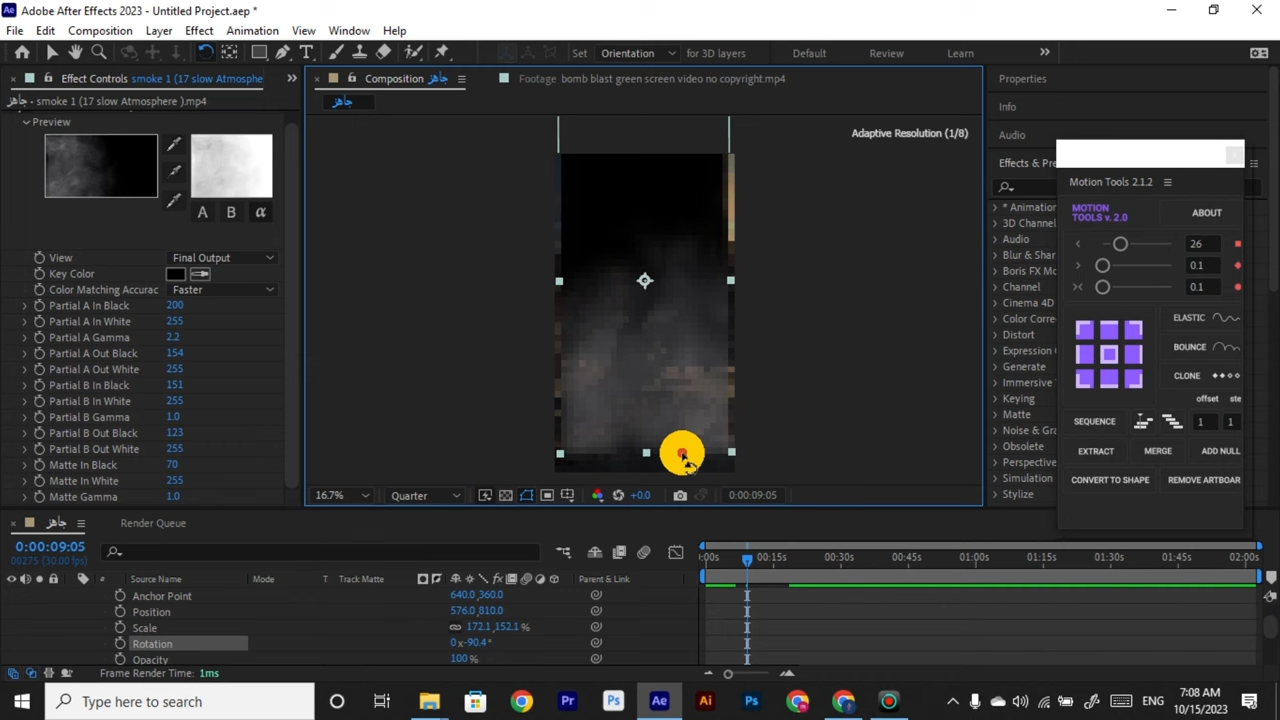 Adobe After Effects 2023 - Untitled Project.aep *
File Edit Composition Layer Effect Animation View Window Help
Set Orientation for 3D layers Default Review Learn
Effect Controls smoke 1 (17 slow Atmosphe
جاهز - smoke 1 (17 slow Atmosphere ).mp4
Preview
A B α
View Final Output
Key Color
Color Matching Accurac Faster
Partial A In Black 200
Partial A In White 255
Partial A Gamma 2.2
Partial A Out Black 154
Partial A Out White 255
Partial B In Black 151
Partial B In White 255
Partial B Gamma 1.0
Partial B Out Black 123
Partial B Out White 255
Matte In Black 70
Matte In White 255
Matte Gamma 1.0
Composition جاهز
Footage bomb blast green screen video no copyright.mp4
جاهز
Adaptive Resolution (1/8)
16.7% Quarter +0.0 0:00:09:05
Properties
Info
Audio
Effects & Pre
* Animation
3D Channel
Audio
Blur & Shar
Boris FX Mo
Channel
Cinema 4D
Color Corre
Distort
Expression
Generate
Immersive
Keying
Matte
Noise & Gra
Obsolete
Perspective
Simulation
Stylize
Motion Tools 2.1.2
MOTION
TOOLS v. 2.0
ABOUT
26
0.1
0.1
ELASTIC
BOUNCE
CLONE
offset ste
SEQUENCE 1 1
EXTRACT MERGE ADD NULL
CONVERT TO SHAPE REMOVE ARTBOAR
جاهز Render Queue
0:00:09:05
00275 (30.00 fps)
# Source Name Mode T Track Matte Parent & Link
:00s 00:15s 00:30s 00:45s 01:00s 01:15s 01:30s 01:45s 02:00s
Anchor Point 640.0,360.0
Position 576.0,810.0
Scale 172.1,152.1%
Rotation 0x-90.4°
Opacity 100%
Frame Render Time: 1ms
Type here to search
Pr Ps Ae Ai Ps
ENG
7:08 AM
10/15/2023